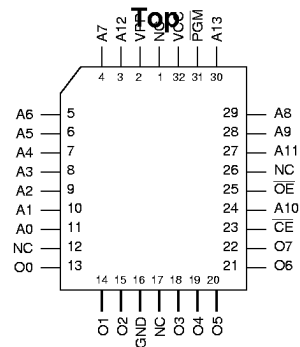 Top
A7 A12 VPP NC VCC PGM A13
4 3 2 1 32 31 30
A6 5 29 A8
A5 6 28 A9
A4 7 27 A11
A3 8 26 NC
A2 9 25 OE
A1 10 24 A10
A0 11 23 CE
NC 12 22 O7
O0 13 21 O6
14 15 16 17 18 19 20
O1 O2 GND NC O3 O4 O5